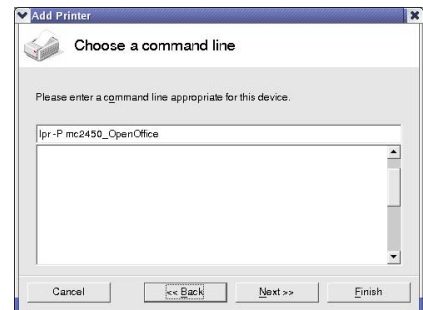 Add Printer
Choose a command line
Please enter a command line appropriate for this device.
lpr -P mc2450_OpenOffice
Cancel
<< Back
Next >>
Finish